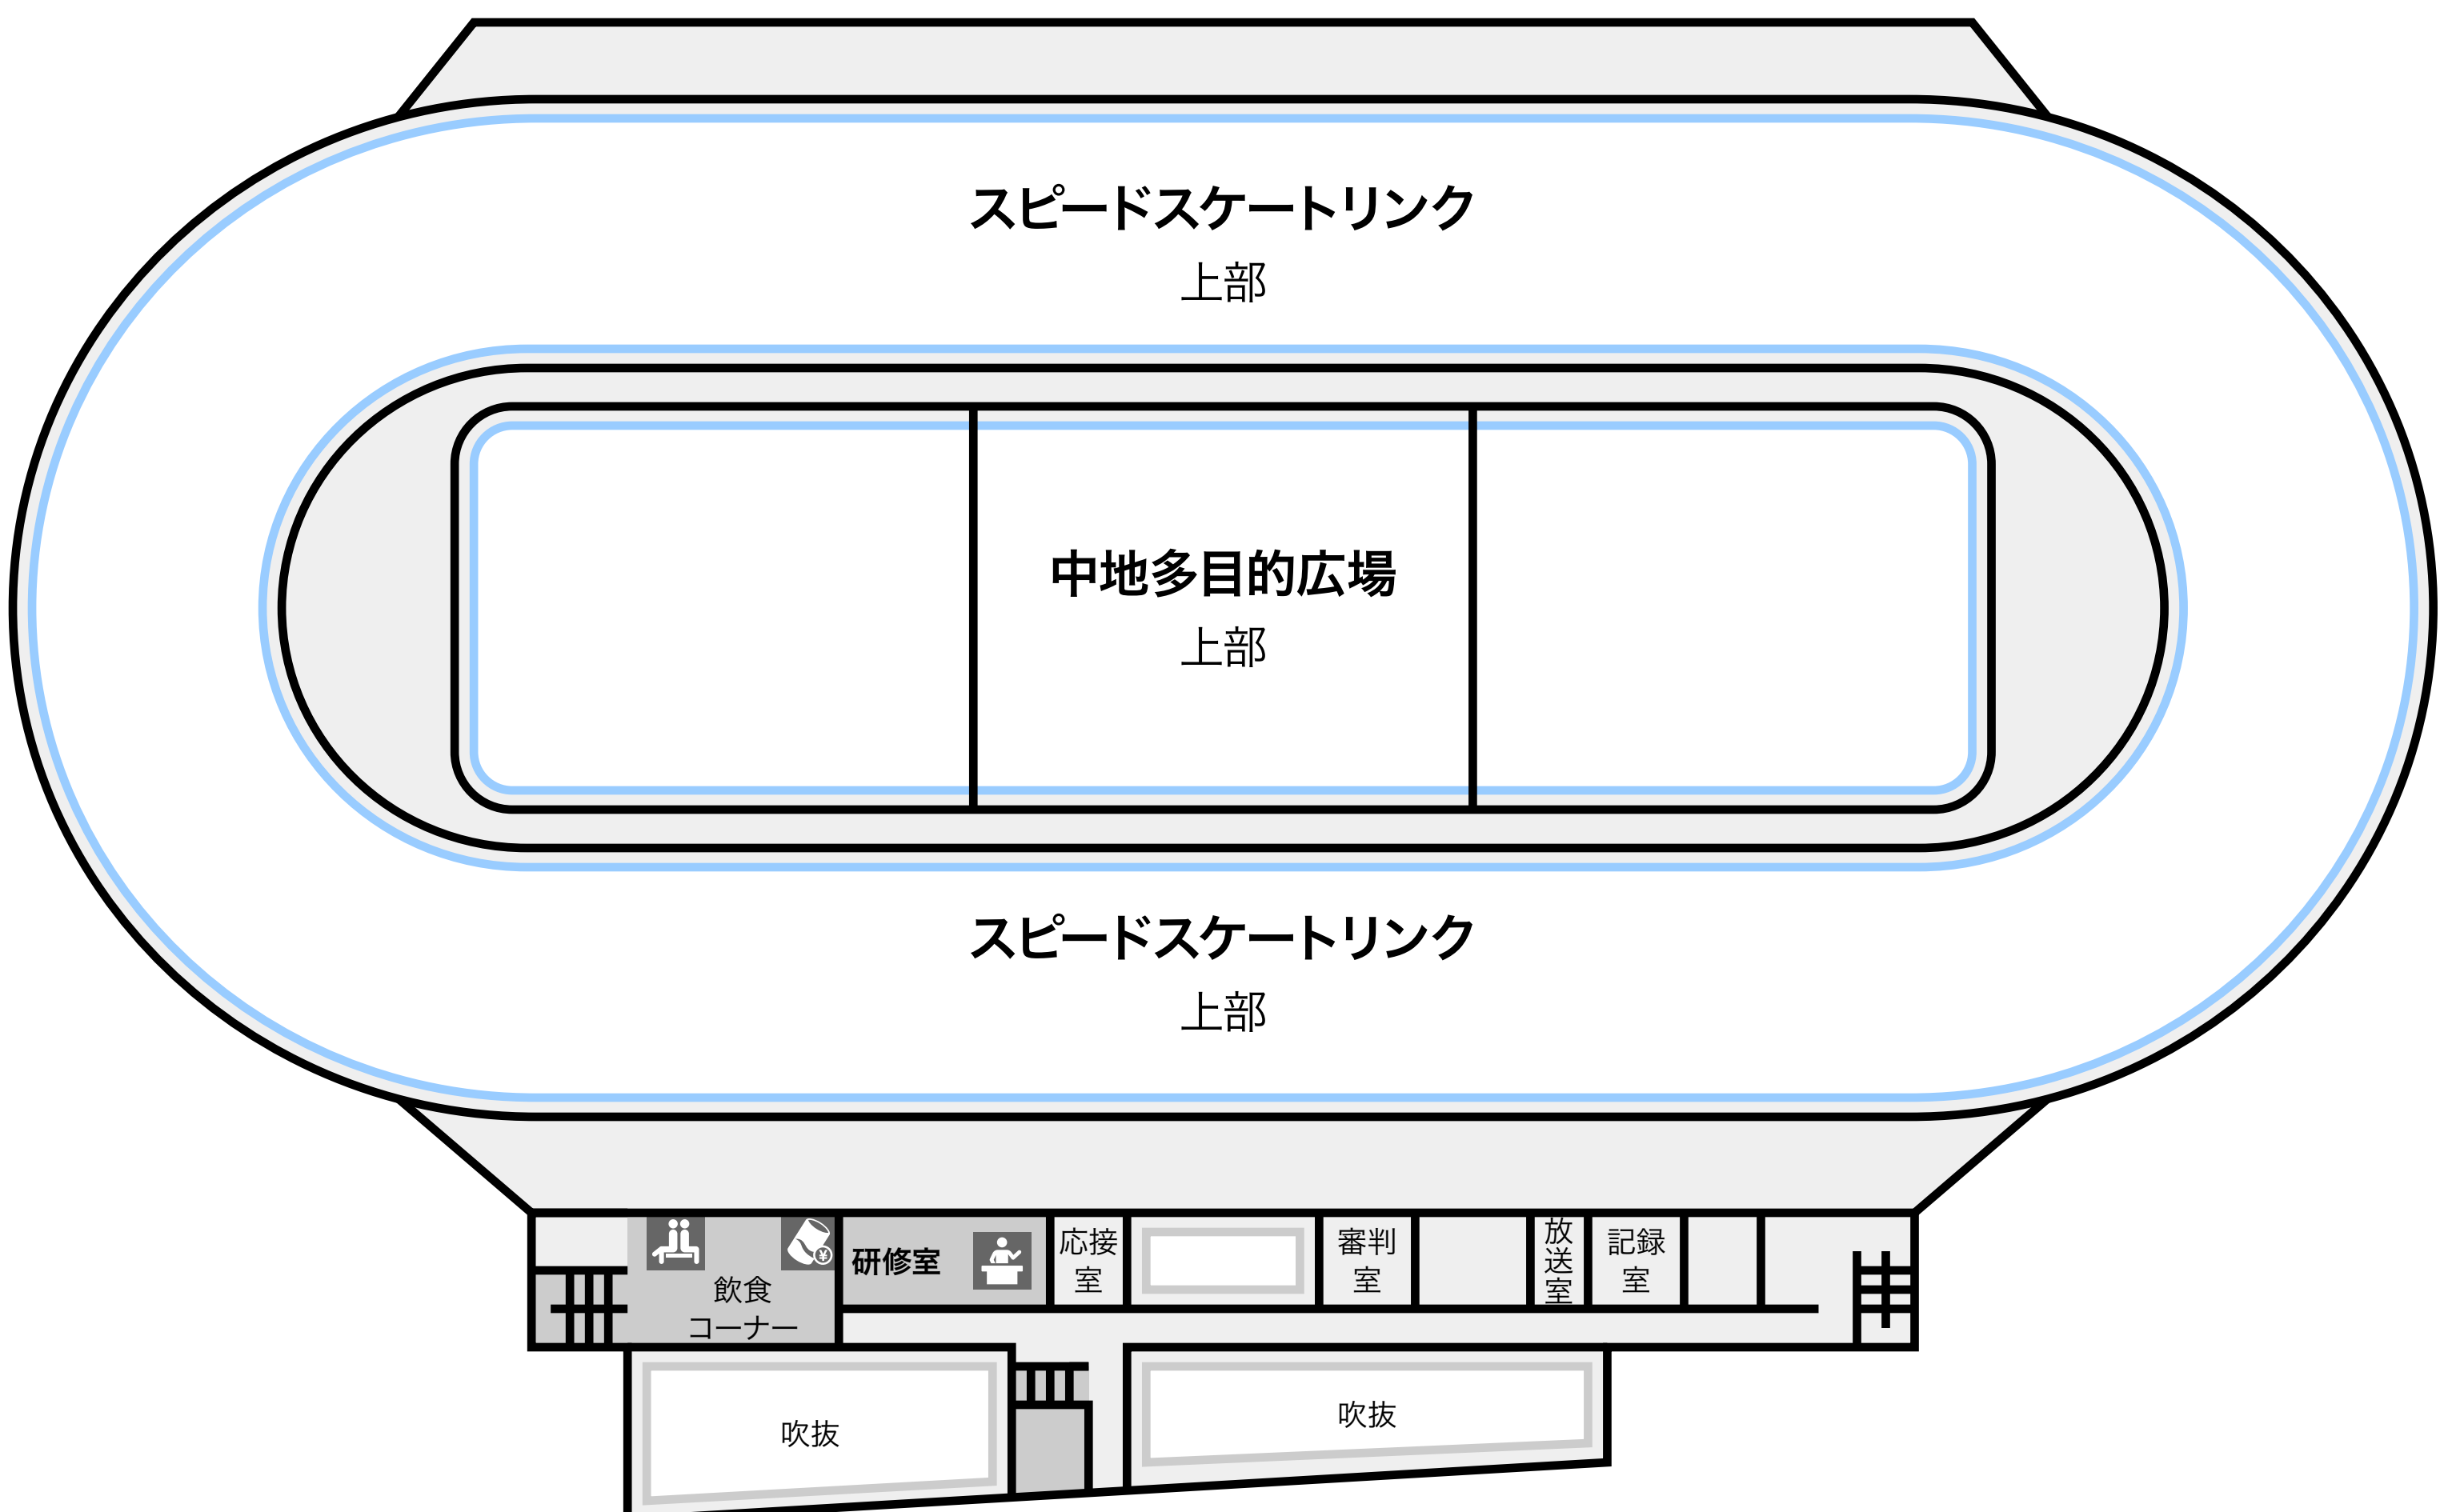 スピードスケートリンク
上部
中地多目的広場
上部
スピードスケートリンク
上部
飲食
コーナー
¥
研修室
応接
室
審判
室
放
送
室
記録
室
吹抜
吹抜